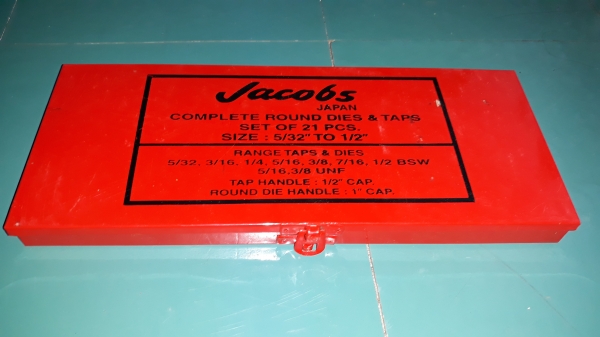 Jacobs
JAPAN
COMPLETE ROUND DIES & TAPS
SET OF 21 PCS.
SIZE : 5/32" TO 1/2"
RANGE TAPS & DIES
5/32, 3/16, 1/4, 5/16, 3/8, 7/16, 1/2 BSW
5/16,3/8 UNF
TAP HANDLE : 1/2" CAP.
ROUND DIE HANDLE : 1" CAP.